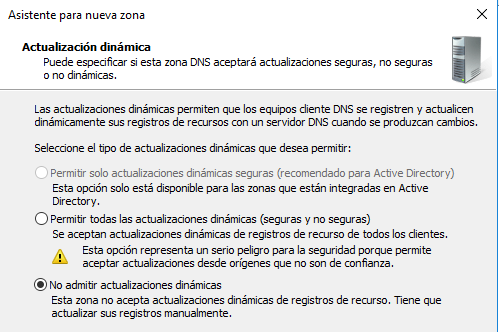 Asistente para nueva zona
Actualización dinámica
Puede especificar si esta zona DNS aceptará actualizaciones seguras, no seguras
o no dinámicas.
Las actualizaciones dinámicas permiten que los equipos cliente DNS se registren y actualicen
dinámicamente sus registros de recursos con un servidor DNS cuando se produzcan cambios.
Seleccione el tipo de actualizaciones dinámicas que desea permitir:
Permitir solo actualizaciones dinámicas seguras (recomendado para Active Directory)
Esta opción solo está disponible para las zonas que están integradas en Active
Directory.
Permitir todas las actualizaciones dinámicas (seguras y no seguras)
Se aceptan actualizaciones dinámicas de registros de recurso de todos los clientes.
Esta opción representa un serio peligro para la seguridad porque permite
aceptar actualizaciones desde orígenes que no son de confianza.
No admitir actualizaciones dinámicas
Esta zona no acepta actualizaciones dinámicas de registros de recurso. Tiene que
actualizar sus registros manualmente.